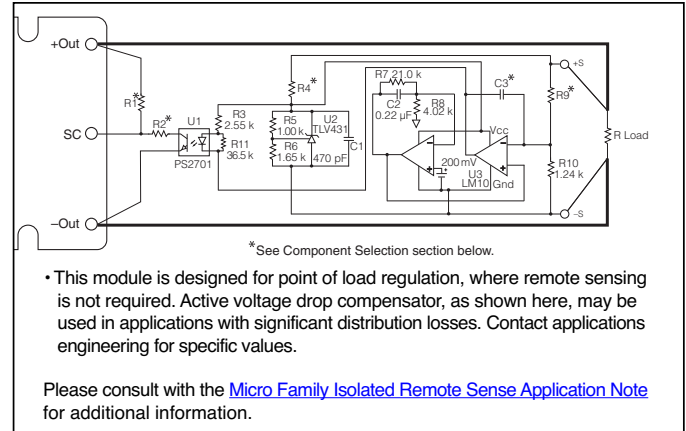 +Out
R1*
SC
R2*
U1
PS2701
R3
2.55 k
R11
36.5 k
R4*
R5
1.00 k
R6
1.65 k
U2
TLV431
C1
470 pF
R7 21.0 k
C2
0.22 µF
R8
4.02 k
C3*
Vcc
200 mV
U3
LM10
Gnd
R9*
R10
1.24 k
+S
–S
R Load
–Out
*See Component Selection section below.
• This module is designed for point of load regulation, where remote sensing
is not required. Active voltage drop compensator, as shown here, may be
used in applications with significant distribution losses. Contact applications
engineering for specific values.
Please consult with the Micro Family Isolated Remote Sense Application Note
for additional information.